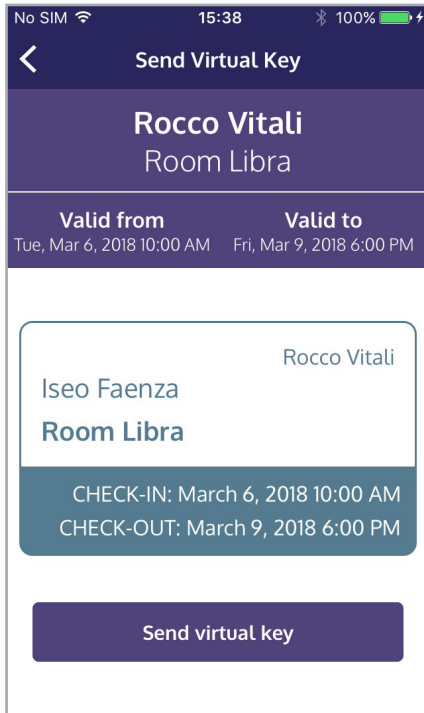 No SIM 15:38 100%
Send Virtual Key
Rocco Vitali
Room Libra
Valid from Valid to
Tue, Mar 6, 2018 10:00 AM Fri, Mar 9, 2018 6:00 PM
Rocco Vitali
Iseo Faenza
Room Libra
CHECK-IN: March 6, 2018 10:00 AM
CHECK-OUT: March 9, 2018 6:00 PM
Send virtual key